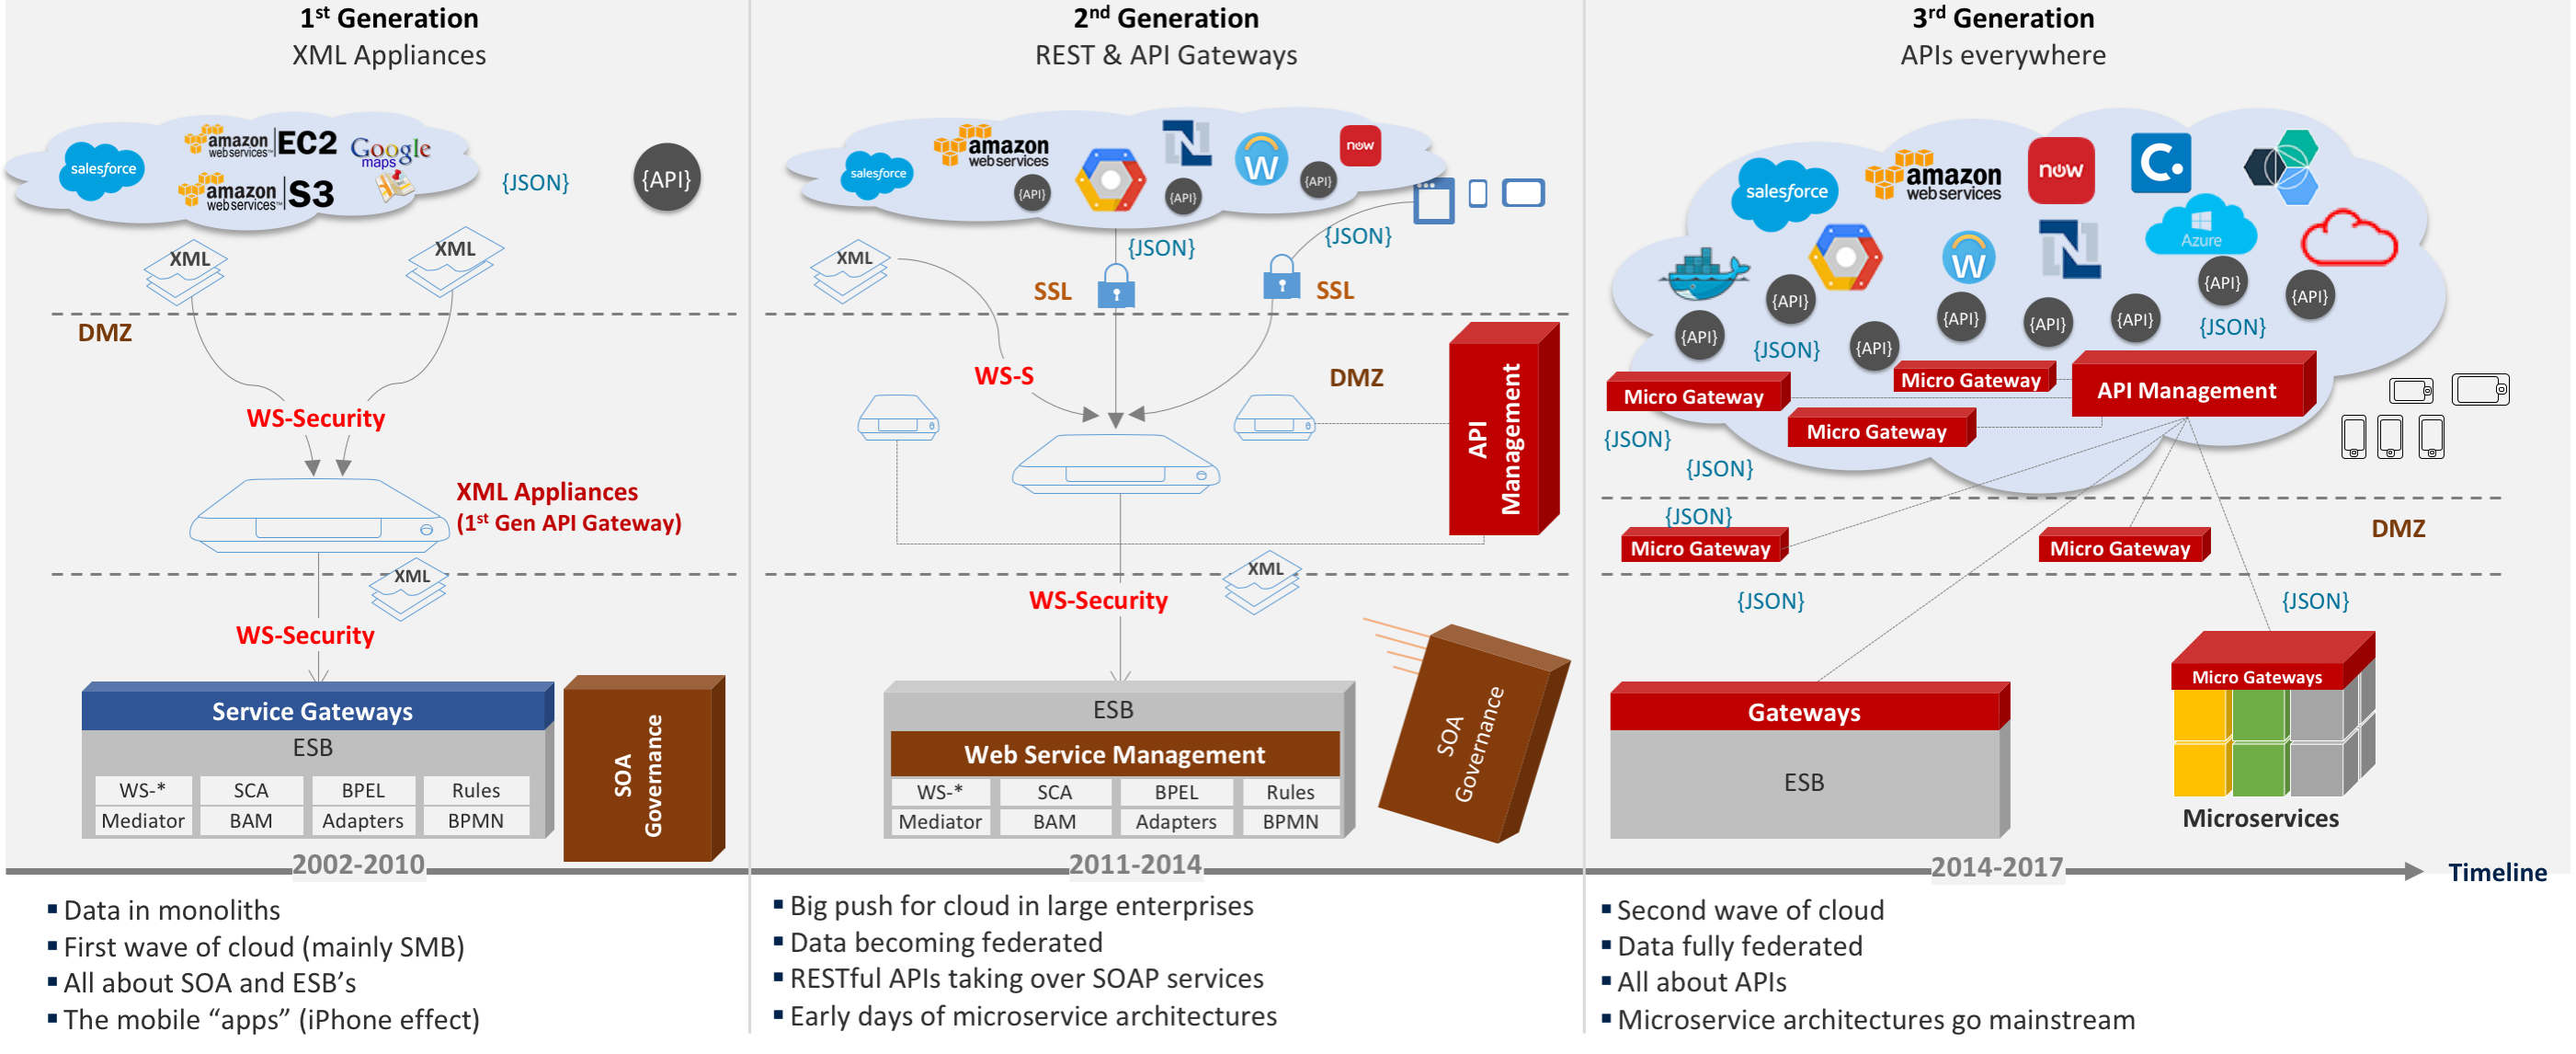 1st Generation
XML Appliances
salesforce
amazon web services™ EC2
Google maps
amazon web services™ S3
{JSON}
{API}
XML
XML
DMZ
WS-Security
XML Appliances
(1st Gen API Gateway)
XML
WS-Security
Service Gateways
ESB
WS-*
SCA
BPEL
Rules
Mediator
BAM
Adapters
BPMN
SOA
Governance
2002-2010
▪ Data in monoliths
▪ First wave of cloud (mainly SMB)
▪ All about SOA and ESB’s
▪ The mobile “apps” (iPhone effect)
2nd Generation
REST & API Gateways
salesforce
amazon
web services
{API}
N
{API}
W
{API}
now
{JSON}
{JSON}
XML
SSL
SSL
WS-S
DMZ
API
Management
XML
WS-Security
ESB
Web Service Management
WS-*
SCA
BPEL
Rules
Mediator
BAM
Adapters
BPMN
SOA
Governance
2011-2014
▪ Big push for cloud in large enterprises
▪ Data becoming federated
▪ RESTful APIs taking over SOAP services
▪ Early days of microservice architectures
3rd Generation
APIs everywhere
salesforce
amazon
web services
now
C.
Azure
W
N
{API}
{API}
{API}
{API}
{API}
{API}
{API}
{API}
{JSON}
{JSON}
Micro Gateway
Micro Gateway
Micro Gateway
API Management
{JSON}
{JSON}
{JSON}
Micro Gateway
Micro Gateway
DMZ
{JSON}
{JSON}
Gateways
ESB
Micro Gateways
Microservices
2014-2017
Timeline
▪ Second wave of cloud
▪ Data fully federated
▪ All about APIs
▪ Microservice architectures go mainstream